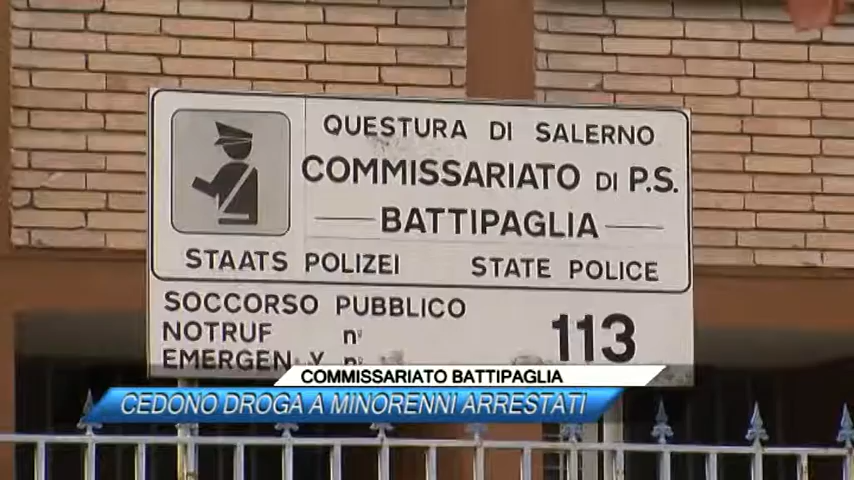 QUESTURA DI SALERNO
COMMISSARIATO DI P.S.
BATTIPAGLIA
STAATS POLIZEI STATE POLICE
SOCCORSO PUBBLICO
NOTRUF n° 113
COMMISSARIATO BATTIPAGLIA
CEDONO DROGA A MINORENNI ARRESTATI